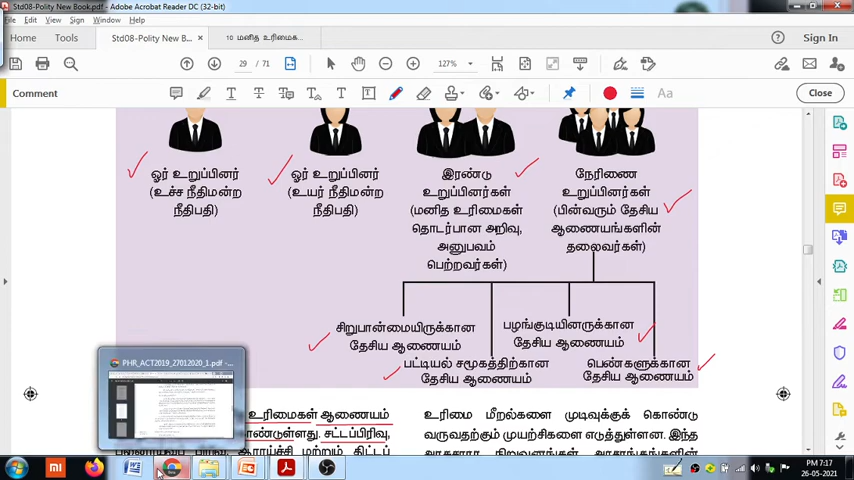 Std08-Polity New Book.pdf - Adobe Acrobat Reader DC (32-bit)
File Edit View Sign Window Help
Home Tools Std08-Polity New B... × 10 மனித உரிமைக... Sign In
29 / 71 127%
Comment Close
ஓர் உறுப்பினர்
(உச்ச நீதிமன்ற
நீதிபதி)
ஓர் உறுப்பினர்
(உயர் நீதிமன்ற
நீதிபதி)
இரண்டு
உறுப்பினர்கள்
(மனித உரிமைகள்
தொடர்பான அறிவு,
அனுபவம்
பெற்றவர்கள்)
நேரிணை
உறுப்பினர்கள்
(பின்வரும் தேசிய
ஆணையங்களின்
தலைவர்கள்)
சிறுபான்மையிருக்கான
தேசிய ஆணையம்
பழங்குடியினருக்கான
தேசிய ஆணையம்
பட்டியல் சமூகத்திற்கான
தேசிய ஆணையம்
பெண்களுக்கான
தேசிய ஆணையம்
PHR_ACT2019_27012020_1.pdf -...
உரிமைகள் ஆணையம்
சட்டப்பிரிவு,
ஆராய்ச்சி மற்றும் திட்டப்
உரிமை மீறல்களை முடிவுக்குக் கொண்டு
வருவதற்கும் முயற்சிகளை எடுத்துள்ளன. இந்த
PM 7:17
26-05-2021